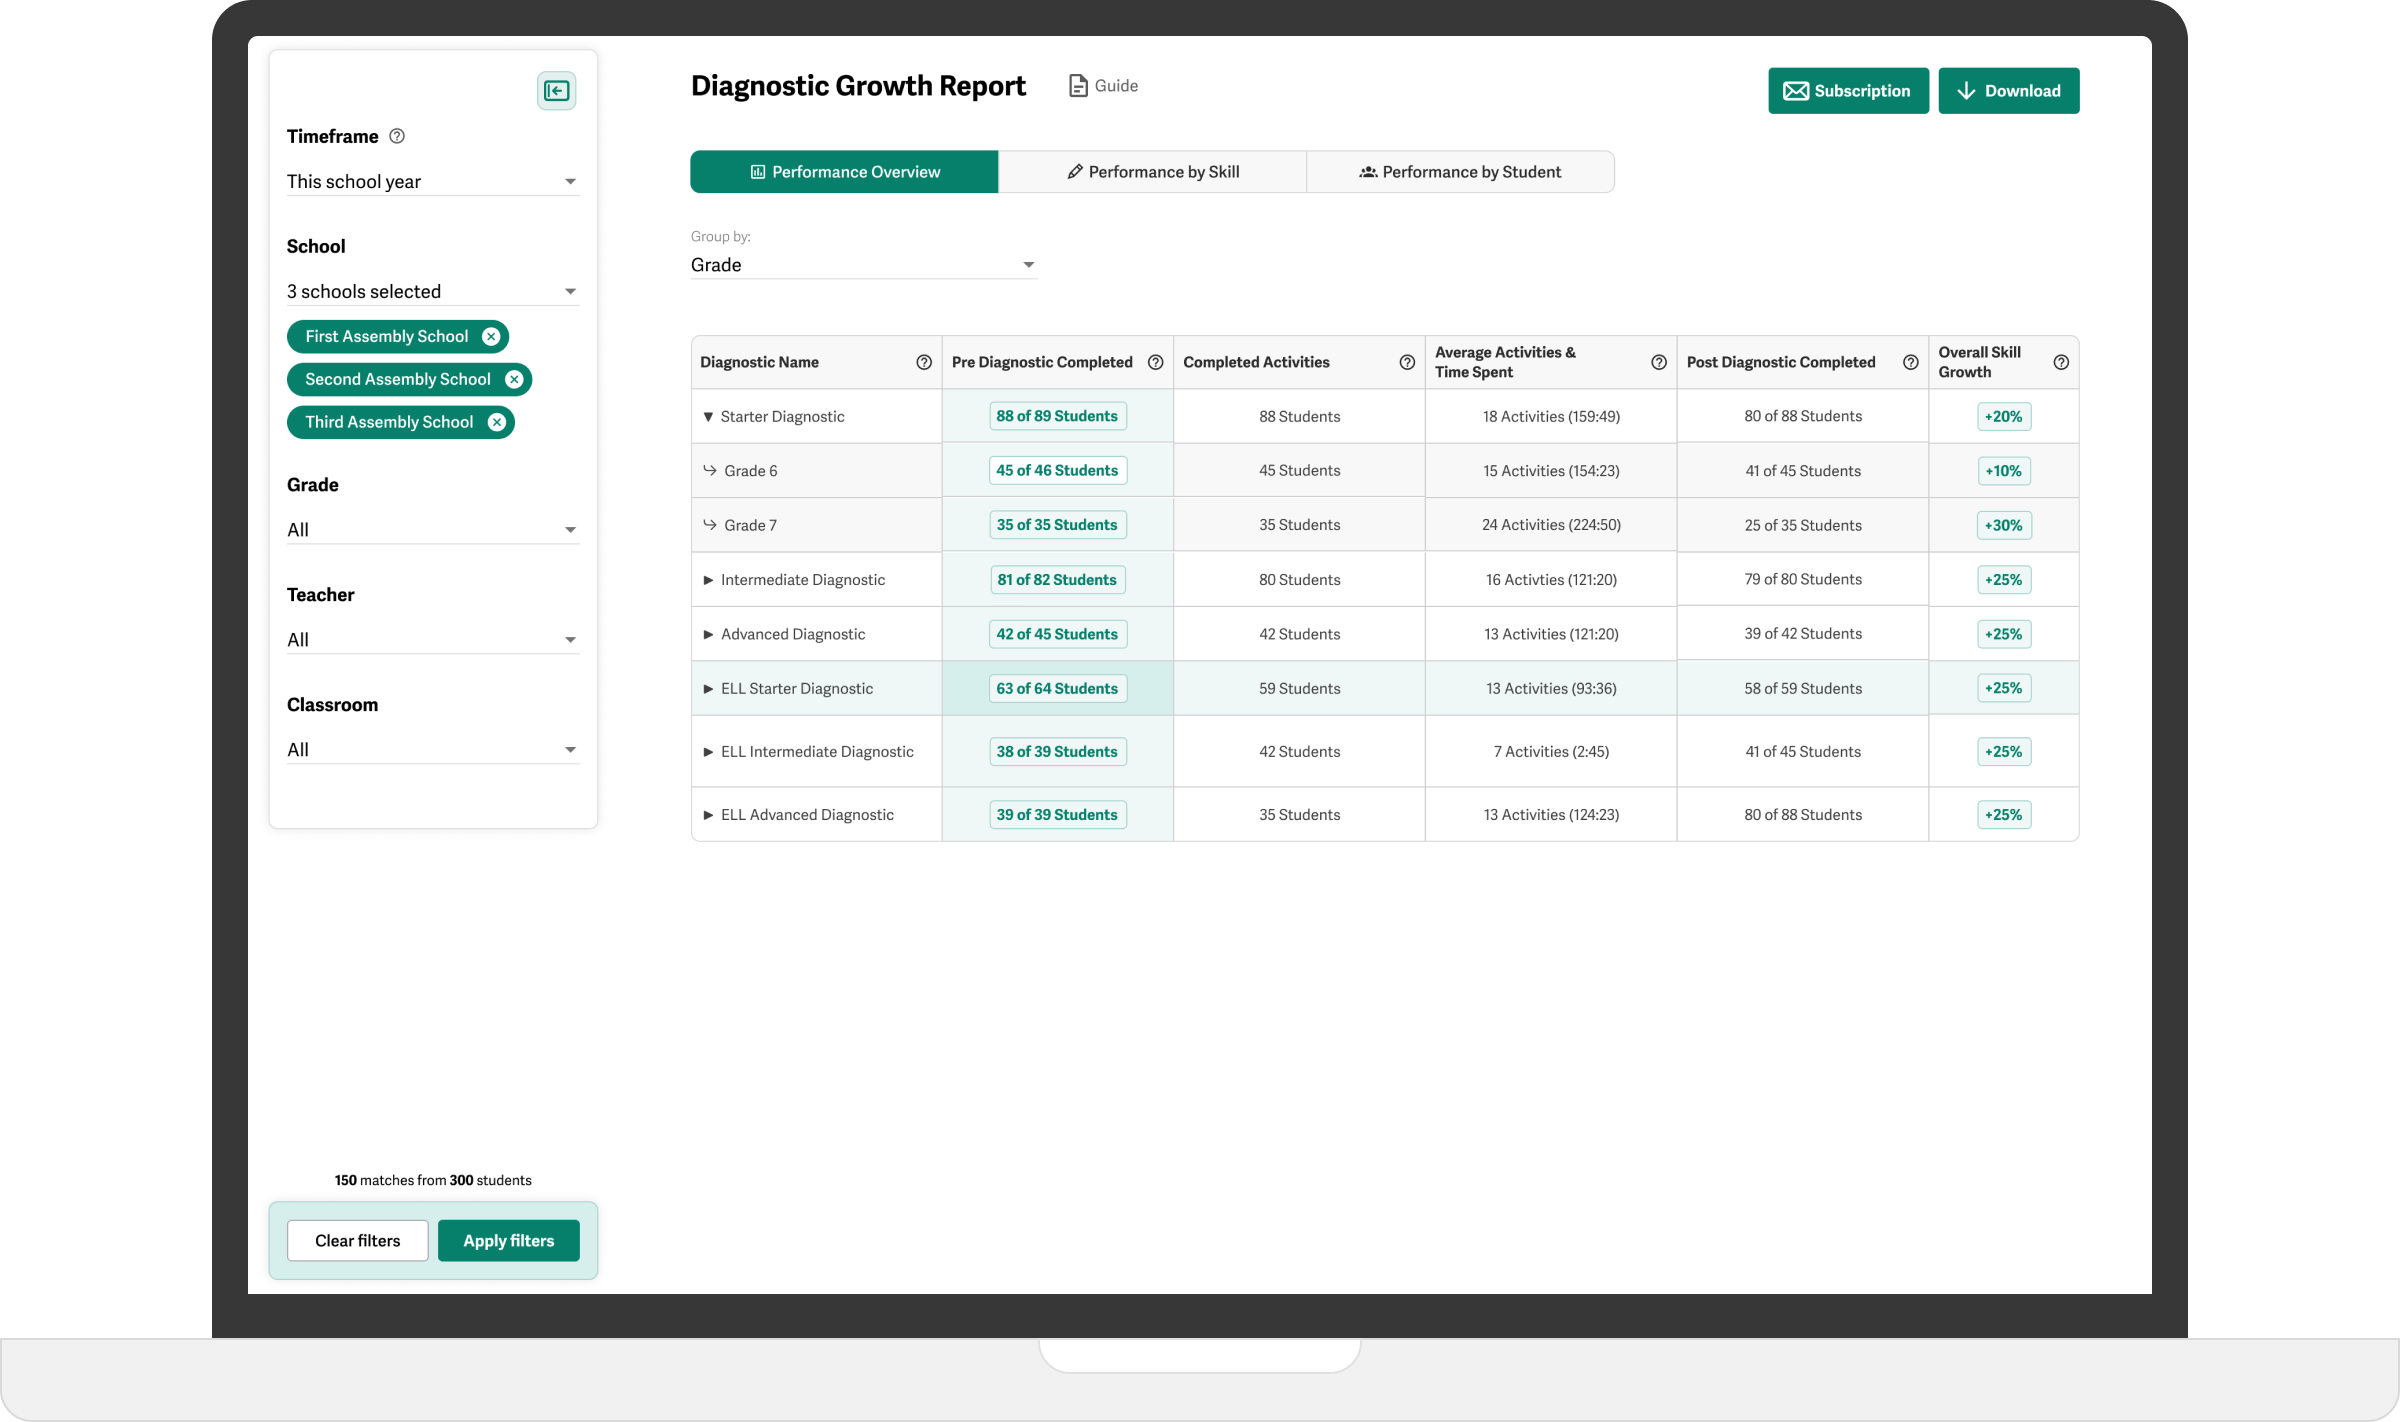 Timeframe
This school year
School
3 schools selected
First Assembly School
Second Assembly School
Third Assembly School
Grade
All
Teacher
All
Classroom
All
150 matches from 300 students
Clear filters Apply filters
Diagnostic Growth Report Guide
Subscription Download
Performance Overview Performance by Skill Performance by Student
Group by:
Grade
Diagnostic Name Pre Diagnostic Completed Completed Activities Average Activities & Time Spent Post Diagnostic Completed Overall Skill Growth
Starter Diagnostic 88 of 89 Students 88 Students 18 Activities (159:49) 80 of 88 Students +20%
Grade 6 45 of 46 Students 45 Students 15 Activities (154:23) 41 of 45 Students +10%
Grade 7 35 of 35 Students 35 Students 24 Activities (224:50) 25 of 35 Students +30%
Intermediate Diagnostic 81 of 82 Students 80 Students 16 Activties (121:20) 79 of 80 Students +25%
Advanced Diagnostic 42 of 45 Students 42 Students 13 Activities (121:20) 39 of 42 Students +25%
ELL Starter Diagnostic 63 of 64 Students 59 Students 13 Activities (93:36) 58 of 59 Students +25%
ELL Intermediate Diagnostic 38 of 39 Students 42 Students 7 Activities (2:45) 41 of 45 Students +25%
ELL Advanced Diagnostic 39 of 39 Students 35 Students 13 Activities (124:23) 80 of 88 Students +25%